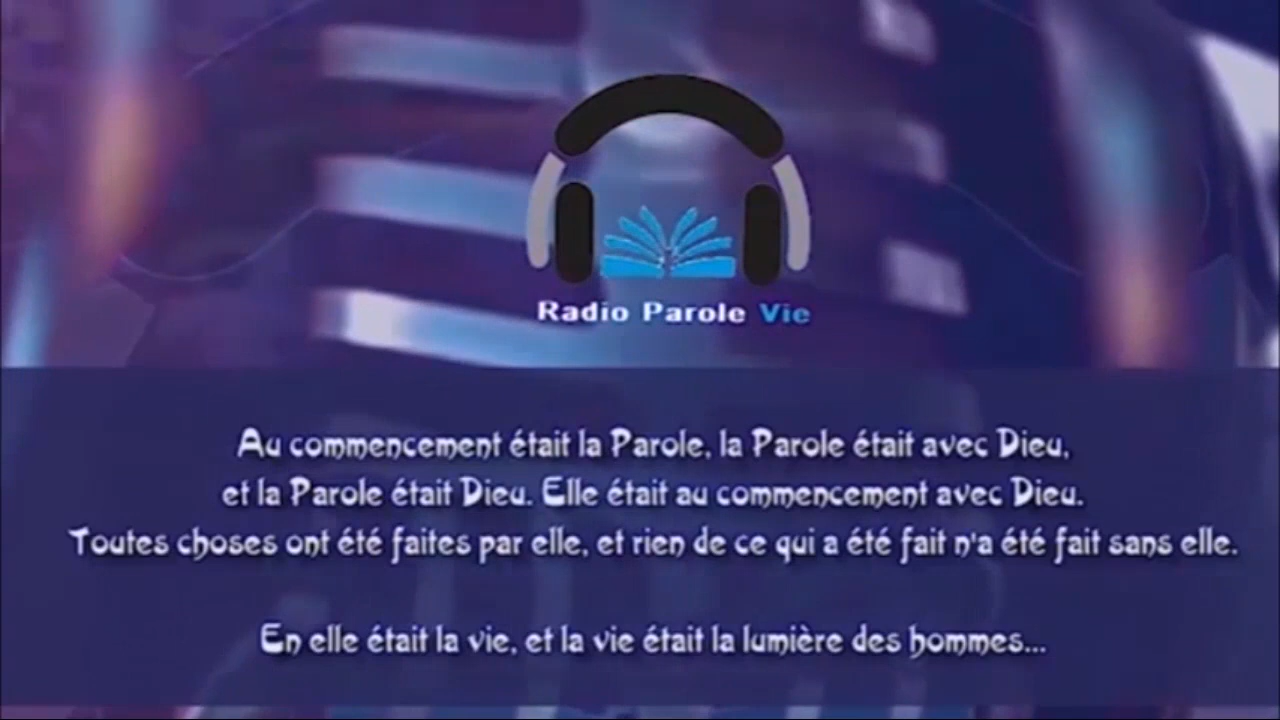 Radio Parole Vie
Au commencement était la Parole, la Parole était avec Dieu,
et la Parole était Dieu. Elle était au commencement avec Dieu.
Toutes choses ont été faites par elle, et rien de ce qui a été fait n'a été fait sans elle.
En elle était la vie, et la vie était la lumière des hommes...